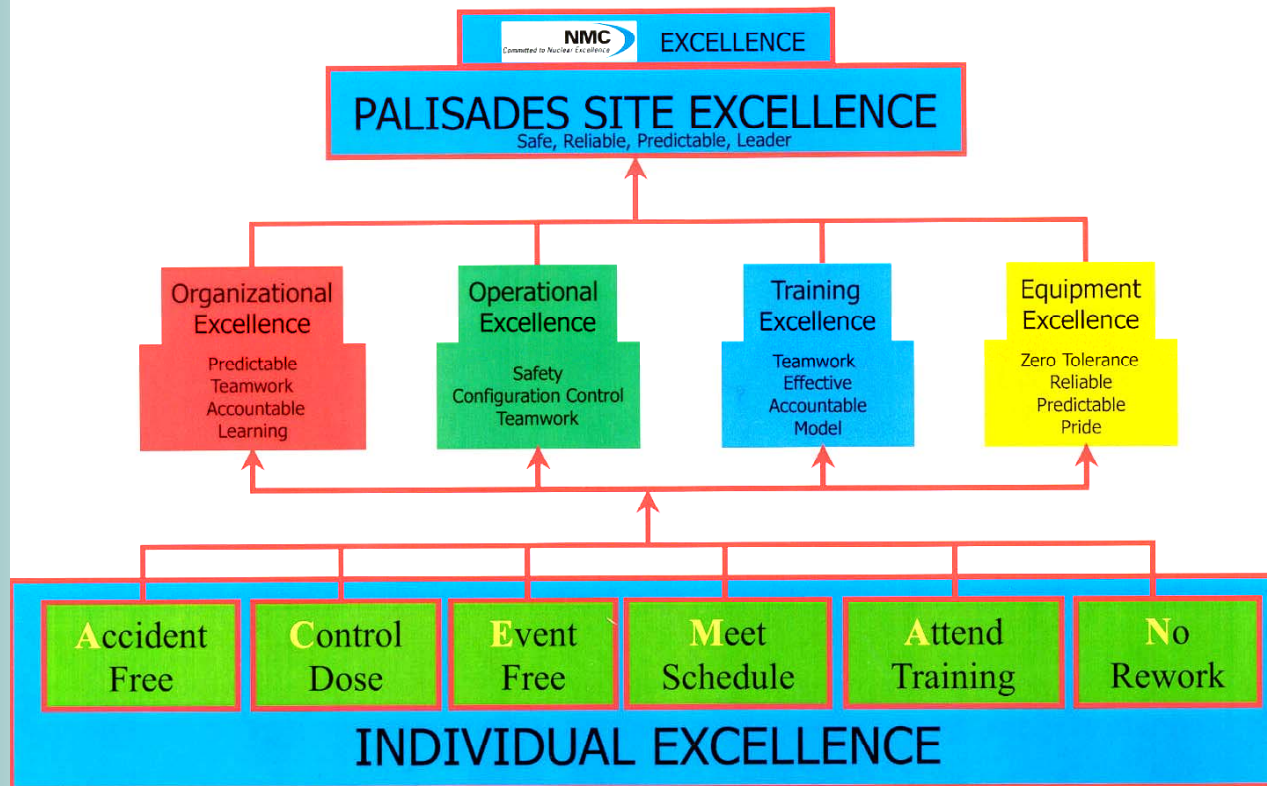 NMC
Committed to Nuclear Excellence
EXCELLENCE
PALISADES SITE EXCELLENCE
Safe, Reliable, Predictable, Leader
Organizational
Excellence
Predictable
Teamwork
Accountable
Learning
Operational
Excellence
Safety
Configuration Control
Teamwork
Training
Excellence
Teamwork
Effective
Accountable
Model
Equipment
Excellence
Zero Tolerance
Reliable
Predictable
Pride
Accident
Free
Control
Dose
Event
Free
Meet
Schedule
Attend
Training
No
Rework
INDIVIDUAL EXCELLENCE